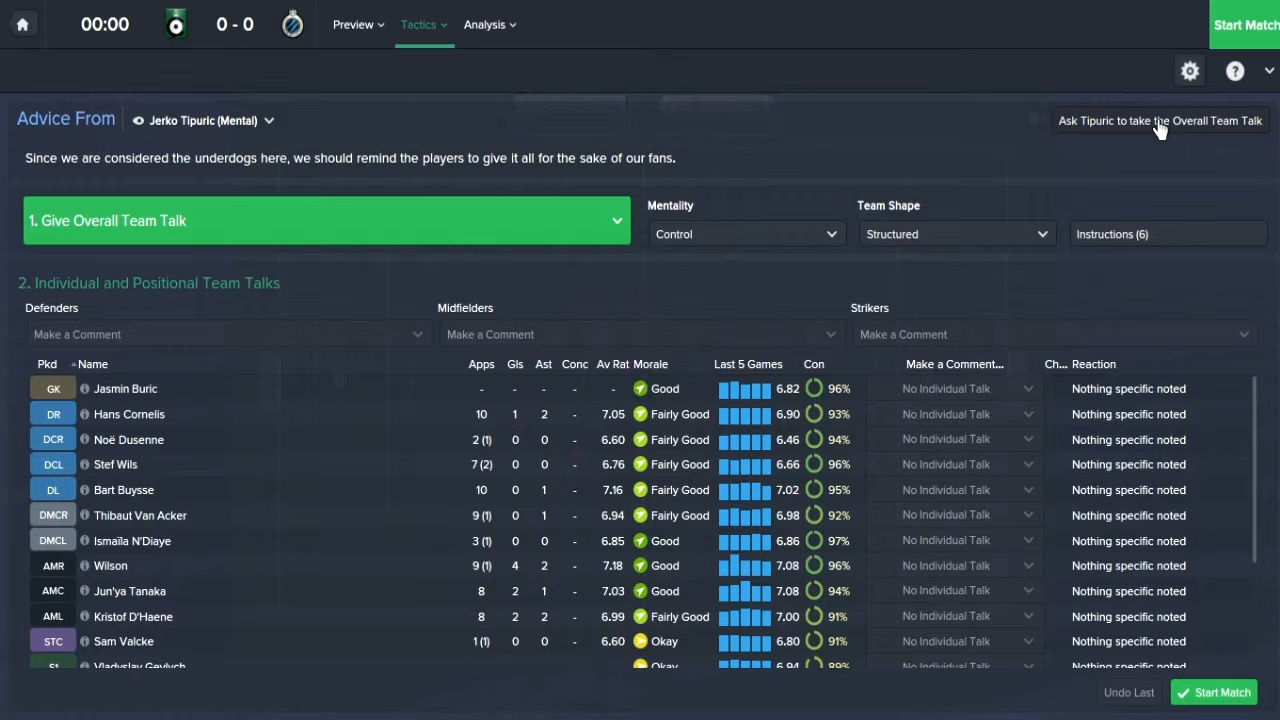 00:00 0 - 0 Preview Tactics Analysis Start Match
?
Advice From Jerko Tipuric (Mental) Ask Tipuric to take the Overall Team Talk
Since we are considered the underdogs here, we should remind the players to give it all for the sake of our fans.
Mentality Team Shape
1. Give Overall Team Talk Control Structured Instructions (6)
2. Individual and Positional Team Talks
Defenders Midfielders Strikers
Make a Comment Make a Comment Make a Comment
Pkd Name Apps Gls Ast Conc Av Rat Morale Last 5 Games Con Make a Comment... Ch... Reaction
GK Jasmin Buric - - - - - Good 6.82 96% No Individual Talk Nothing specific noted
DR Hans Cornelis 10 1 2 - 7.05 Fairly Good 6.90 93% No Individual Talk Nothing specific noted
DCR Noë Dusenne 2 (1) 0 0 - 6.60 Fairly Good 6.46 94% No Individual Talk Nothing specific noted
DCL Stef Wils 7 (2) 0 0 - 6.76 Fairly Good 6.66 96% No Individual Talk Nothing specific noted
DL Bart Buysse 10 0 1 - 7.16 Fairly Good 7.02 95% No Individual Talk Nothing specific noted
DMCR Thibaut Van Acker 9 (1) 0 1 - 6.94 Fairly Good 6.98 92% No Individual Talk Nothing specific noted
DMCL Ismaïla N'Diaye 3 (1) 0 0 - 6.85 Good 6.86 97% No Individual Talk Nothing specific noted
AMR Wilson 9 (1) 4 2 - 7.18 Good 7.08 96% No Individual Talk Nothing specific noted
AMC Jun'ya Tanaka 8 2 1 - 7.03 Good 7.08 94% No Individual Talk Nothing specific noted
AML Kristof D'Haene 8 2 2 - 6.99 Fairly Good 7.00 91% No Individual Talk Nothing specific noted
STC Sam Valcke 1 (1) 0 0 - 6.60 Okay 6.80 91% No Individual Talk Nothing specific noted
S1 Okay 6.94 89% No Individual Talk Nothing specific noted
Undo Last Start Match